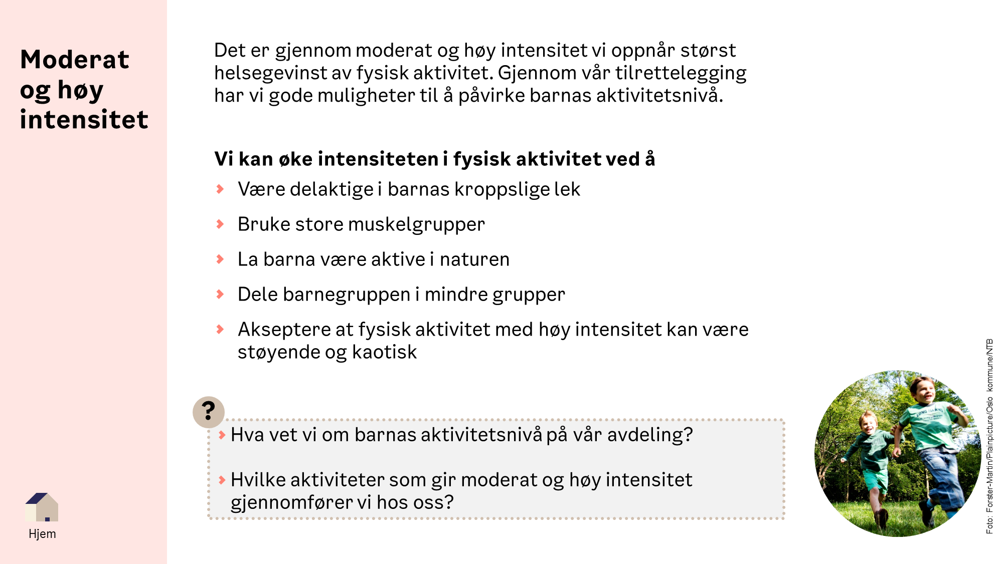 Moderat
og høy
intensitet
Det er gjennom moderat og høy intensitet vi oppnår størst
helsegevinst av fysisk aktivitet. Gjennom vår tilrettelegging
har vi gode muligheter til å påvirke barnas aktivitetsnivå.
Vi kan øke intensiteten i fysisk aktivitet ved å
Være delaktige i barnas kroppslige lek
Bruke store muskelgrupper
La barna være aktive i naturen
Dele barnegruppen i mindre grupper
Akseptere at fysisk aktivitet med høy intensitet kan være
støyende og kaotisk
?
Hva vet vi om barnas aktivitetsnivå på vår avdeling?
Hvilke aktiviteter som gir moderat og høy intensitet
gjennomfører vi hos oss?
Hjem
LONG ISLAND
Foto: Forster-Martin/Plainpicture/Oslo kommune/NTB